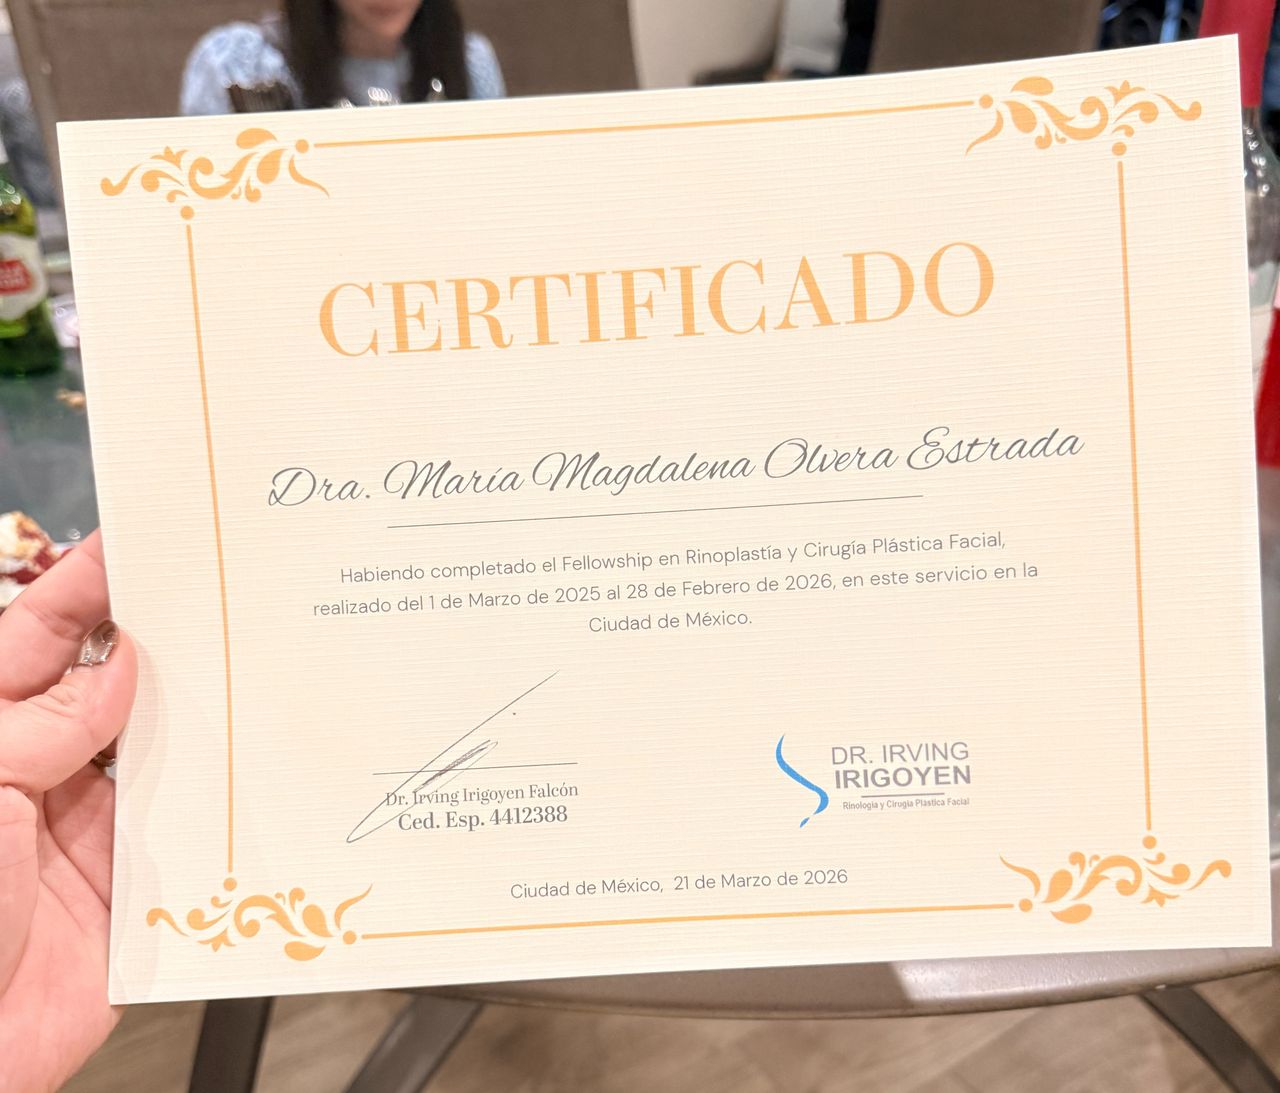 CERTIFICADO
Dra. María Magdalena Olvera Estrada
Habiendo completado el Fellowship en Rinoplastía y Cirugía Plástica Facial,
realizado del 1 de Marzo de 2025 al 28 de Febrero de 2026, en este servicio en la
Ciudad de México.
Dr. Irving Irigoyen Falcón
Ced. Esp. 4412388
DR. IRVING
IRIGOYEN
Rinología y Cirugía Plástica Facial
Ciudad de México, 21 de Marzo de 2026